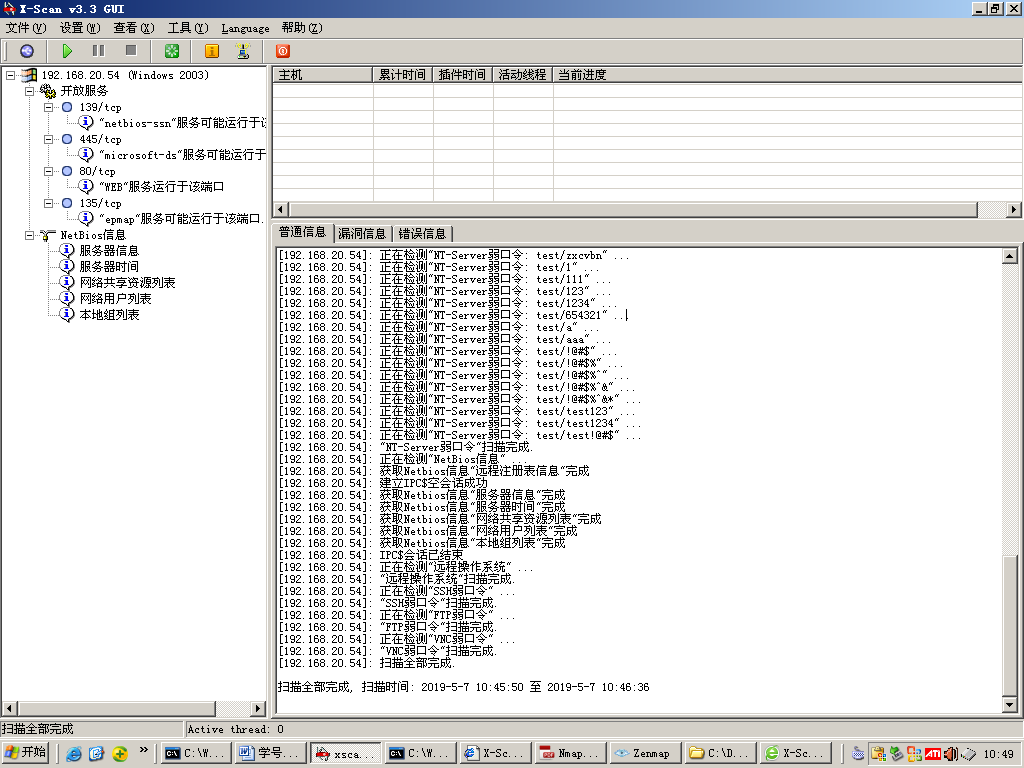 X-Scan v3.3 GUI
文件(V) 设置(W) 查看(X) 工具(Y) Language 帮助(Z)
192.168.20.54 (Windows 2003)
开放服务
139/tcp
"netbios-ssn"服务可能运行于该
445/tcp
"microsoft-ds"服务可能运行于
80/tcp
"WEB"服务运行于该端口
135/tcp
"epmap"服务可能运行于该端口.
NetBios信息
服务器信息
服务器时间
网络共享资源列表
网络用户列表
本地组列表
主机 累计时间 插件时间 活动线程 当前进度
普通信息 漏洞信息 错误信息
[192.168.20.54]: 正在检测"NT-Server弱口令: test/zxcvbn" ...
[192.168.20.54]: 正在检测"NT-Server弱口令: test/1" ...
[192.168.20.54]: 正在检测"NT-Server弱口令: test/111" ...
[192.168.20.54]: 正在检测"NT-Server弱口令: test/123" ...
[192.168.20.54]: 正在检测"NT-Server弱口令: test/1234" ...
[192.168.20.54]: 正在检测"NT-Server弱口令: test/654321" ...
[192.168.20.54]: 正在检测"NT-Server弱口令: test/a" ...
[192.168.20.54]: 正在检测"NT-Server弱口令: test/aaa" ...
[192.168.20.54]: 正在检测"NT-Server弱口令: test/!@#$" ...
[192.168.20.54]: 正在检测"NT-Server弱口令: test/!@#$%" ...
[192.168.20.54]: 正在检测"NT-Server弱口令: test/!@#$%^" ...
[192.168.20.54]: 正在检测"NT-Server弱口令: test/!@#$%^&" ...
[192.168.20.54]: 正在检测"NT-Server弱口令: test/!@#$%^&*" ...
[192.168.20.54]: 正在检测"NT-Server弱口令: test/test123" ...
[192.168.20.54]: 正在检测"NT-Server弱口令: test/test1234" ...
[192.168.20.54]: 正在检测"NT-Server弱口令: test/test!@#$" ...
[192.168.20.54]: "NT-Server弱口令"扫描完成.
[192.168.20.54]: 正在检测"NetBios信息" ...
[192.168.20.54]: 获取Netbios信息"远程注册表信息"完成
[192.168.20.54]: 建立IPC$空会话成功
[192.168.20.54]: 获取Netbios信息"服务器信息"完成
[192.168.20.54]: 获取Netbios信息"服务器时间"完成
[192.168.20.54]: 获取Netbios信息"网络共享资源列表"完成
[192.168.20.54]: 获取Netbios信息"网络用户列表"完成
[192.168.20.54]: 获取Netbios信息"本地组列表"完成
[192.168.20.54]: IPC$会话已结束
[192.168.20.54]: 正在检测"远程操作系统" ...
[192.168.20.54]: "远程操作系统"扫描完成.
[192.168.20.54]: 正在检测"SSH弱口令" ...
[192.168.20.54]: "SSH弱口令"扫描完成.
[192.168.20.54]: 正在检测"FTP弱口令" ...
[192.168.20.54]: "FTP弱口令"扫描完成.
[192.168.20.54]: 正在检测"VNC弱口令" ...
[192.168.20.54]: "VNC弱口令"扫描完成.
[192.168.20.54]: 扫描全部完成.
扫描全部完成, 扫描时间: 2019-5-7 10:45:50 至 2019-5-7 10:46:36
扫描全部完成 Active thread: 0
开始 » C:\W... 学号... xsca... C:\W... X-Sc... Nmap... Zenmap C:\D... X-Sc... ATI 10:49